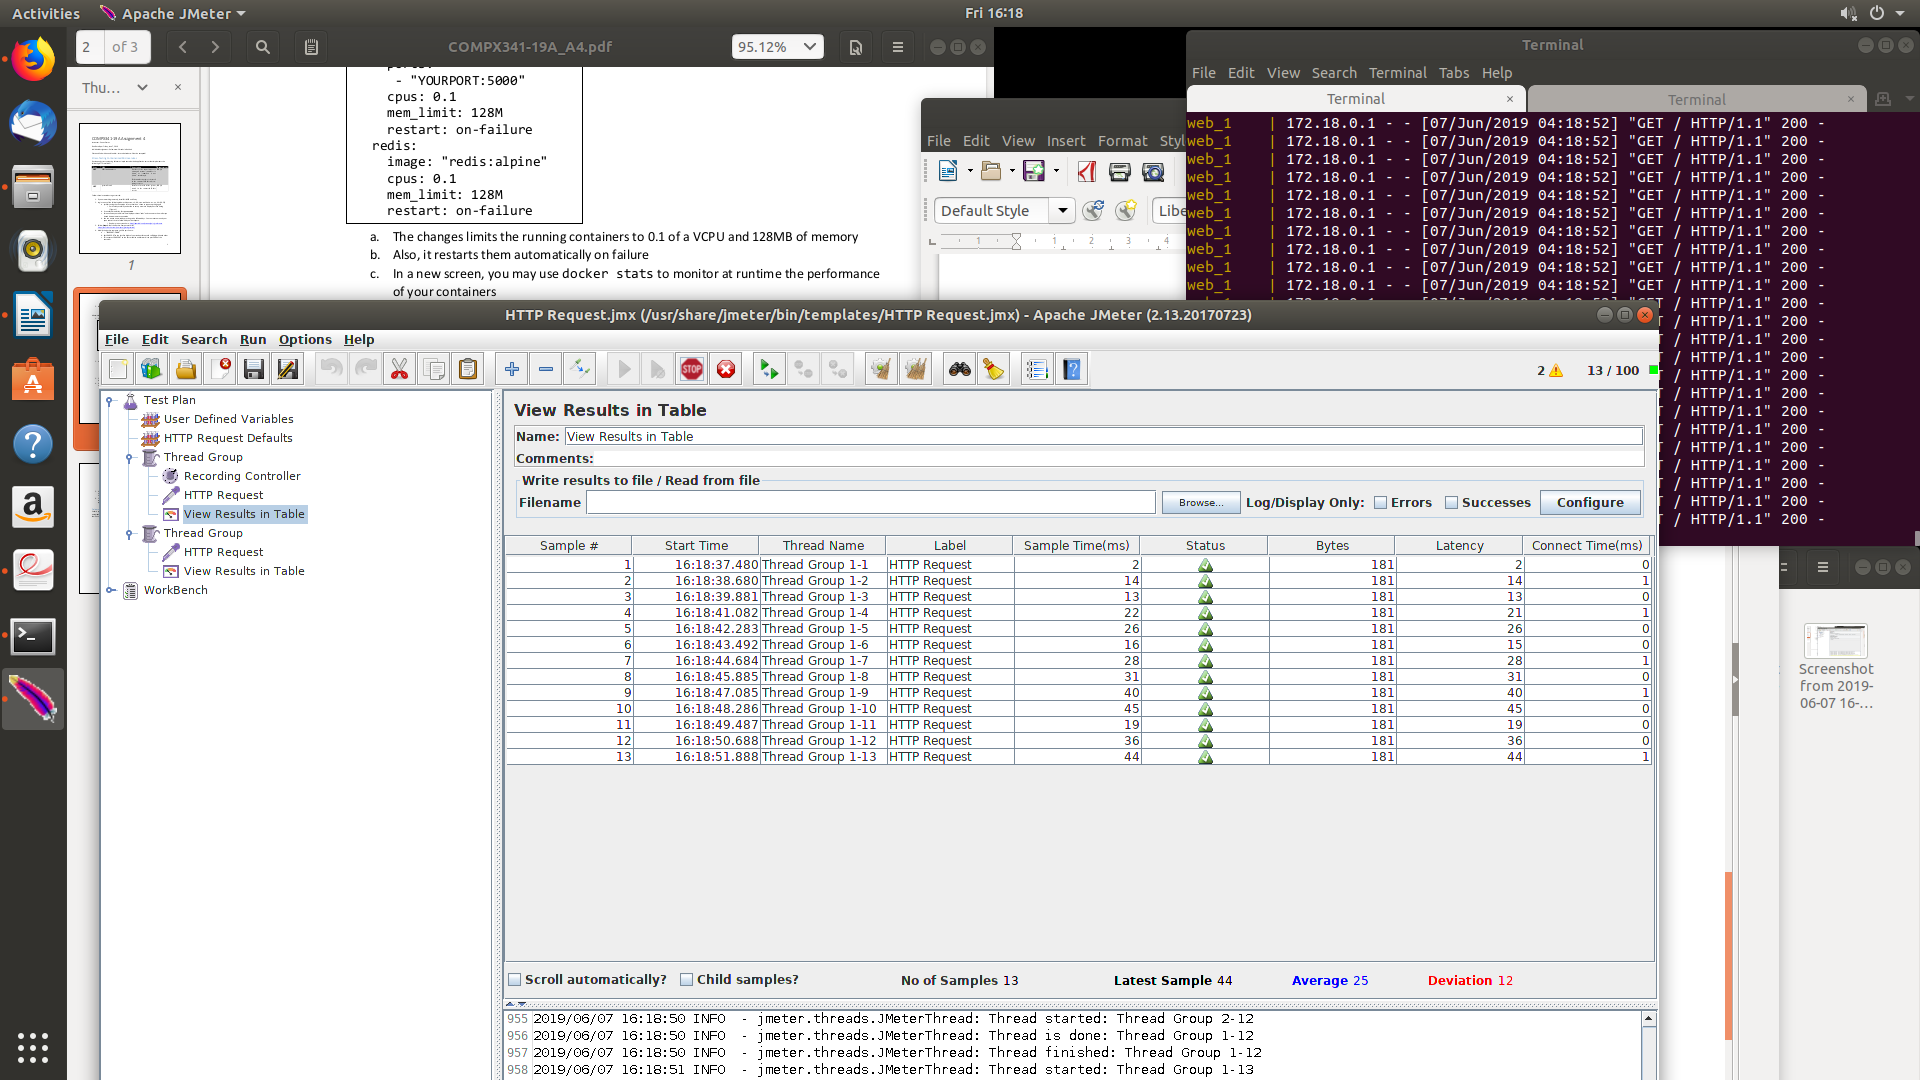 Activities
Apache JMeter
Fri 16:18
2 of 3
COMPX341-19A_A4.pdf
95.12%
Thu...
1
- "YOURPORT:5000"
cpus: 0.1
mem_limit: 128M
restart: on-failure
redis:
image: "redis:alpine"
cpus: 0.1
mem_limit: 128M
restart: on-failure
a. The changes limits the running containers to 0.1 of a VCPU and 128MB of memory
b. Also, it restarts them automatically on failure
c. In a new screen, you may use docker stats to monitor at runtime the performance
of your containers
File Edit View Insert Format Styl
Default Style
Libe
1 1 2 3 4
Terminal
File Edit View Search Terminal Tabs Help
Terminal × Terminal ×
web_1 | 172.18.0.1 - - [07/Jun/2019 04:18:52] "GET / HTTP/1.1" 200 -
web_1 | 172.18.0.1 - - [07/Jun/2019 04:18:52] "GET / HTTP/1.1" 200 -
web_1 | 172.18.0.1 - - [07/Jun/2019 04:18:52] "GET / HTTP/1.1" 200 -
web_1 | 172.18.0.1 - - [07/Jun/2019 04:18:52] "GET / HTTP/1.1" 200 -
web_1 | 172.18.0.1 - - [07/Jun/2019 04:18:52] "GET / HTTP/1.1" 200 -
web_1 | 172.18.0.1 - - [07/Jun/2019 04:18:52] "GET / HTTP/1.1" 200 -
web_1 | 172.18.0.1 - - [07/Jun/2019 04:18:52] "GET / HTTP/1.1" 200 -
web_1 | 172.18.0.1 - - [07/Jun/2019 04:18:52] "GET / HTTP/1.1" 200 -
web_1 | 172.18.0.1 - - [07/Jun/2019 04:18:52] "GET / HTTP/1.1" 200 -
web_1 | 172.18.0.1 - - [07/Jun/2019 04:18:52] "GET / HTTP/1.1" 200 -
T / HTTP/1.1" 200 -
T / HTTP/1.1" 200 -
T / HTTP/1.1" 200 -
T / HTTP/1.1" 200 -
T / HTTP/1.1" 200 -
T / HTTP/1.1" 200 -
T / HTTP/1.1" 200 -
T / HTTP/1.1" 200 -
T / HTTP/1.1" 200 -
T / HTTP/1.1" 200 -
T / HTTP/1.1" 200 -
T / HTTP/1.1" 200 -
T / HTTP/1.1" 200 -
HTTP Request.jmx (/usr/share/jmeter/bin/templates/HTTP Request.jmx) - Apache JMeter (2.13.20170723)
File Edit Search Run Options Help
STOP
2 13 / 100
Test Plan
User Defined Variables
HTTP Request Defaults
Thread Group
Recording Controller
HTTP Request
View Results in Table
Thread Group
HTTP Request
View Results in Table
WorkBench
View Results in Table
Name: View Results in Table
Comments:
Write results to file / Read from file
Filename Browse... Log/Display Only: Errors Successes Configure
Sample # Start Time Thread Name Label Sample Time(ms) Status Bytes Latency Connect Time(ms)
1 16:18:37.480 Thread Group 1-1 HTTP Request 2 181 2 0
2 16:18:38.680 Thread Group 1-2 HTTP Request 14 181 14 1
3 16:18:39.881 Thread Group 1-3 HTTP Request 13 181 13 0
4 16:18:41.082 Thread Group 1-4 HTTP Request 22 181 21 1
5 16:18:42.283 Thread Group 1-5 HTTP Request 26 181 26 0
6 16:18:43.492 Thread Group 1-6 HTTP Request 16 181 15 0
7 16:18:44.684 Thread Group 1-7 HTTP Request 28 181 28 1
8 16:18:45.885 Thread Group 1-8 HTTP Request 31 181 31 0
9 16:18:47.085 Thread Group 1-9 HTTP Request 40 181 40 1
10 16:18:48.286 Thread Group 1-10 HTTP Request 45 181 45 0
11 16:18:49.487 Thread Group 1-11 HTTP Request 19 181 19 0
12 16:18:50.688 Thread Group 1-12 HTTP Request 36 181 36 0
13 16:18:51.888 Thread Group 1-13 HTTP Request 44 181 44 1
Scroll automatically? Child samples? No of Samples 13 Latest Sample 44 Average 25 Deviation 12
955 2019/06/07 16:18:50 INFO - jmeter.threads.JMeterThread: Thread started: Thread Group 2-12
956 2019/06/07 16:18:50 INFO - jmeter.threads.JMeterThread: Thread is done: Thread Group 1-12
957 2019/06/07 16:18:50 INFO - jmeter.threads.JMeterThread: Thread finished: Thread Group 1-12
958 2019/06/07 16:18:51 INFO - jmeter.threads.JMeterThread: Thread started: Thread Group 1-13
Screenshot
from 2019-
06-07 16-...